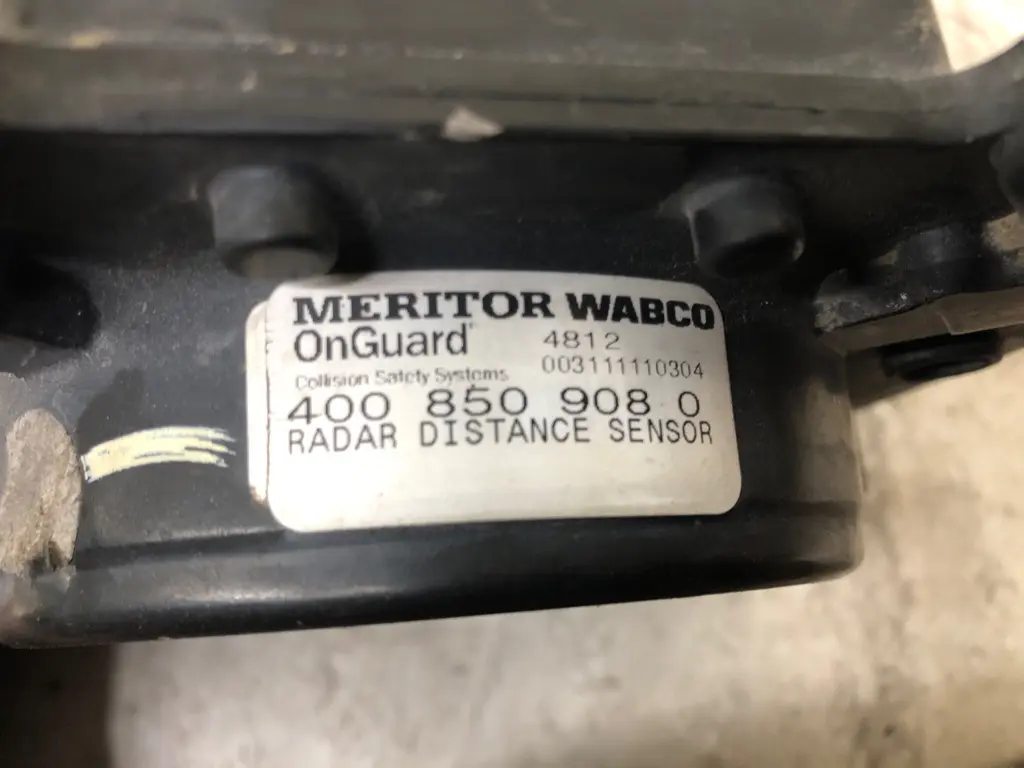 MERITOR WABCO
OnGuard 4812
Collision Safety Systems 003111110304
400 850 908 0
RADAR DISTANCE SENSOR